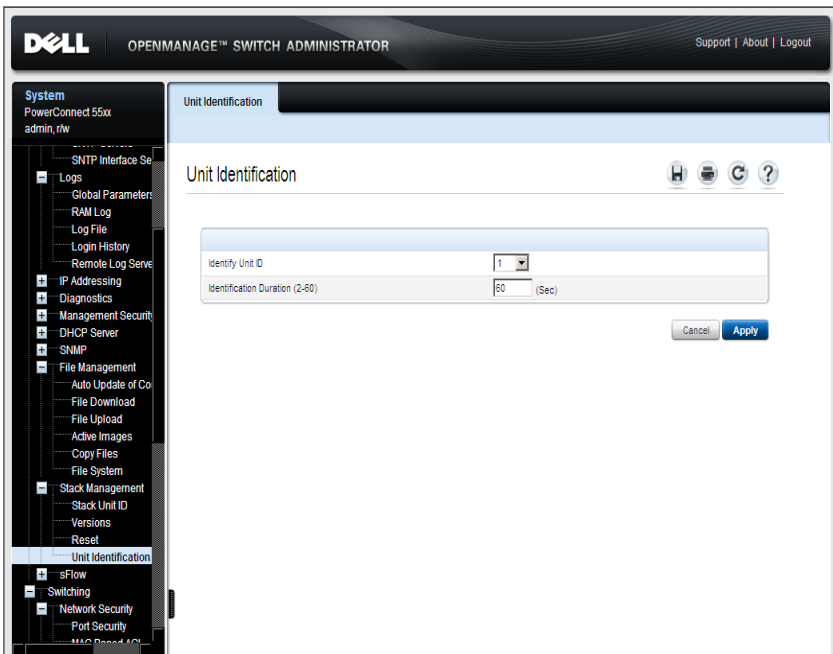 DELL
OPENMANAGE™ SWITCH ADMINISTRATOR
Support | About | Logout
System
PowerConnect 55xx
admin, r/w
SNTP Interface Se
Logs
Global Parameters
RAM Log
Log File
Login History
Remote Log Serve
IP Addressing
Diagnostics
Management Security
DHCP Server
SNMP
File Management
Auto Update of Co
File Download
File Upload
Active Images
Copy Files
File System
Stack Management
Stack Unit ID
Versions
Reset
Unit Identification
sFlow
Switching
Network Security
Port Security
Unit Identification
Unit Identification
Identify Unit ID 1
Identification Duration (2-60) 60 (Sec)
Cancel Apply